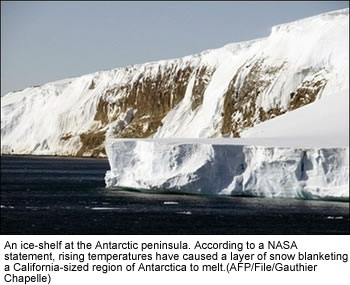 An ice-shelf at the Antarctic peninsula. According to a NASA
statement, rising temperatures have caused a layer of snow blanketing
a California-sized region of Antarctica to melt.(AFP/File/Gauthier
Chapelle)